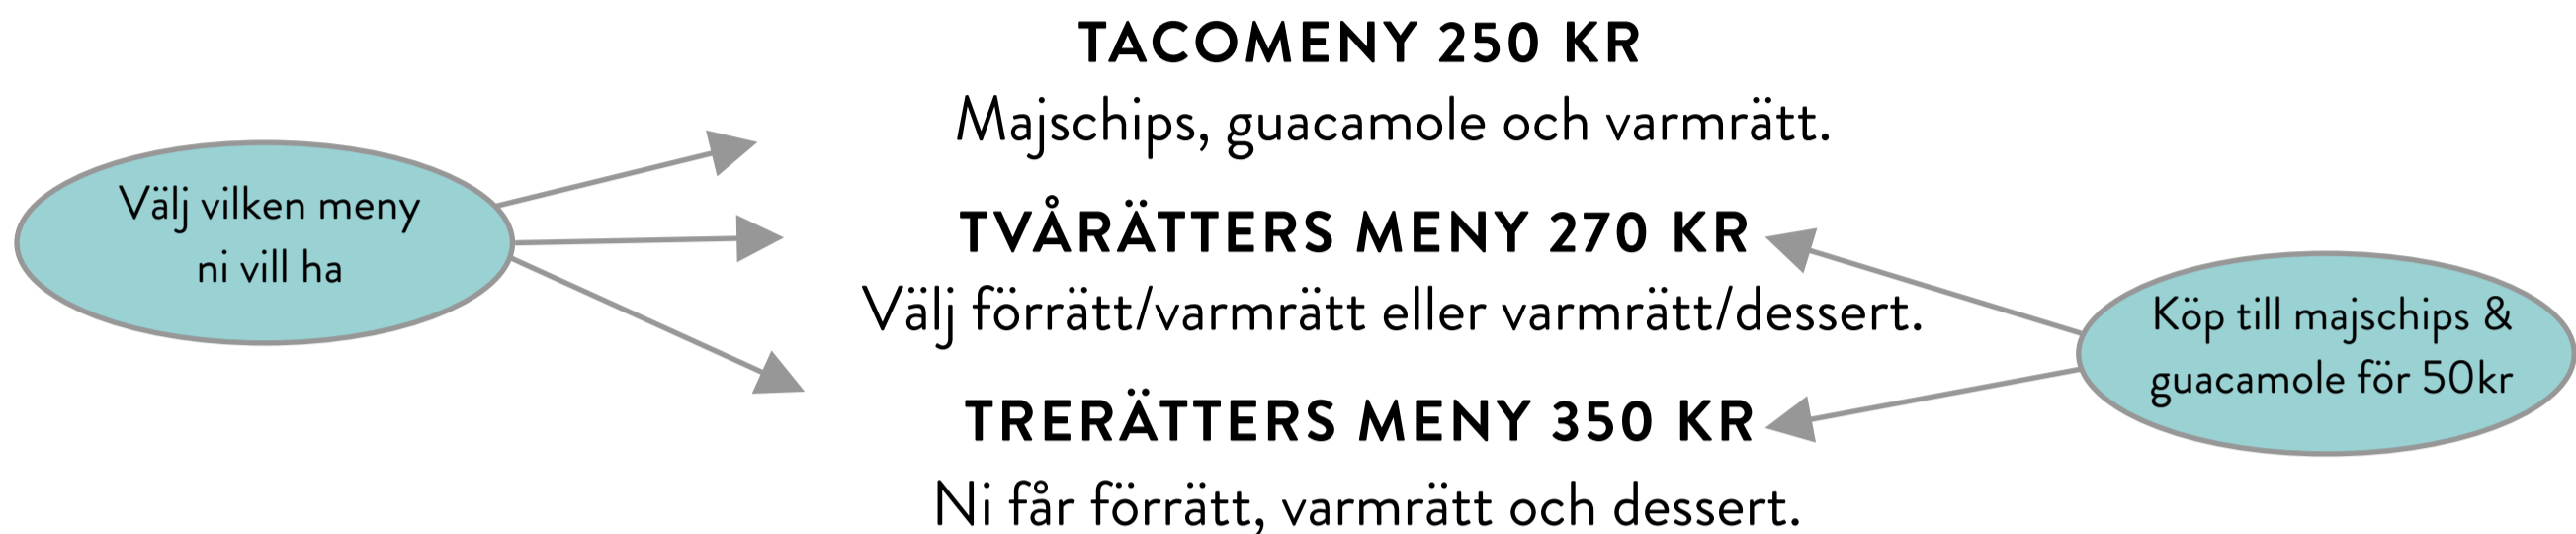 TACOMENY 250 KR
Majschips, guacamole och varmrätt.
Välj vilken meny
ni vill ha
TVÅRÄTTERS MENY 270 KR
Välj förrätt/varmrätt eller varmrätt/dessert.
Köp till majschips &
guacamole för 50kr
TRERÄTTERS MENY 350 KR
Ni får förrätt, varmrätt och dessert.